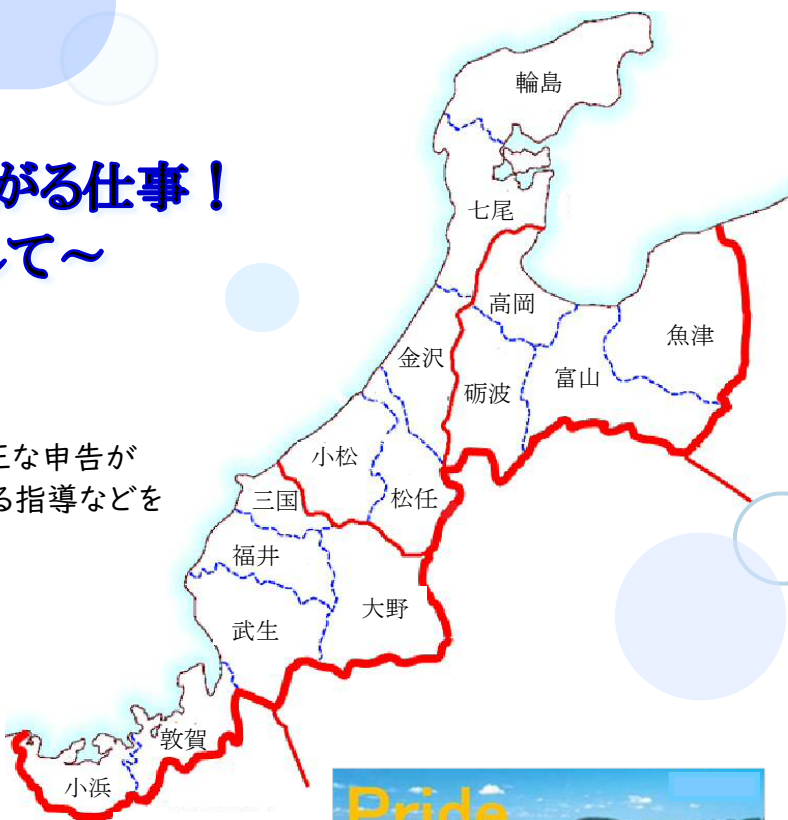 がる仕事！
して～
正な申告が
る指導などを
輪島
七尾
高岡
魚津
金沢
富山
砺波
小松
三国
松任
福井
大野
武生
敦賀
小浜
Pride